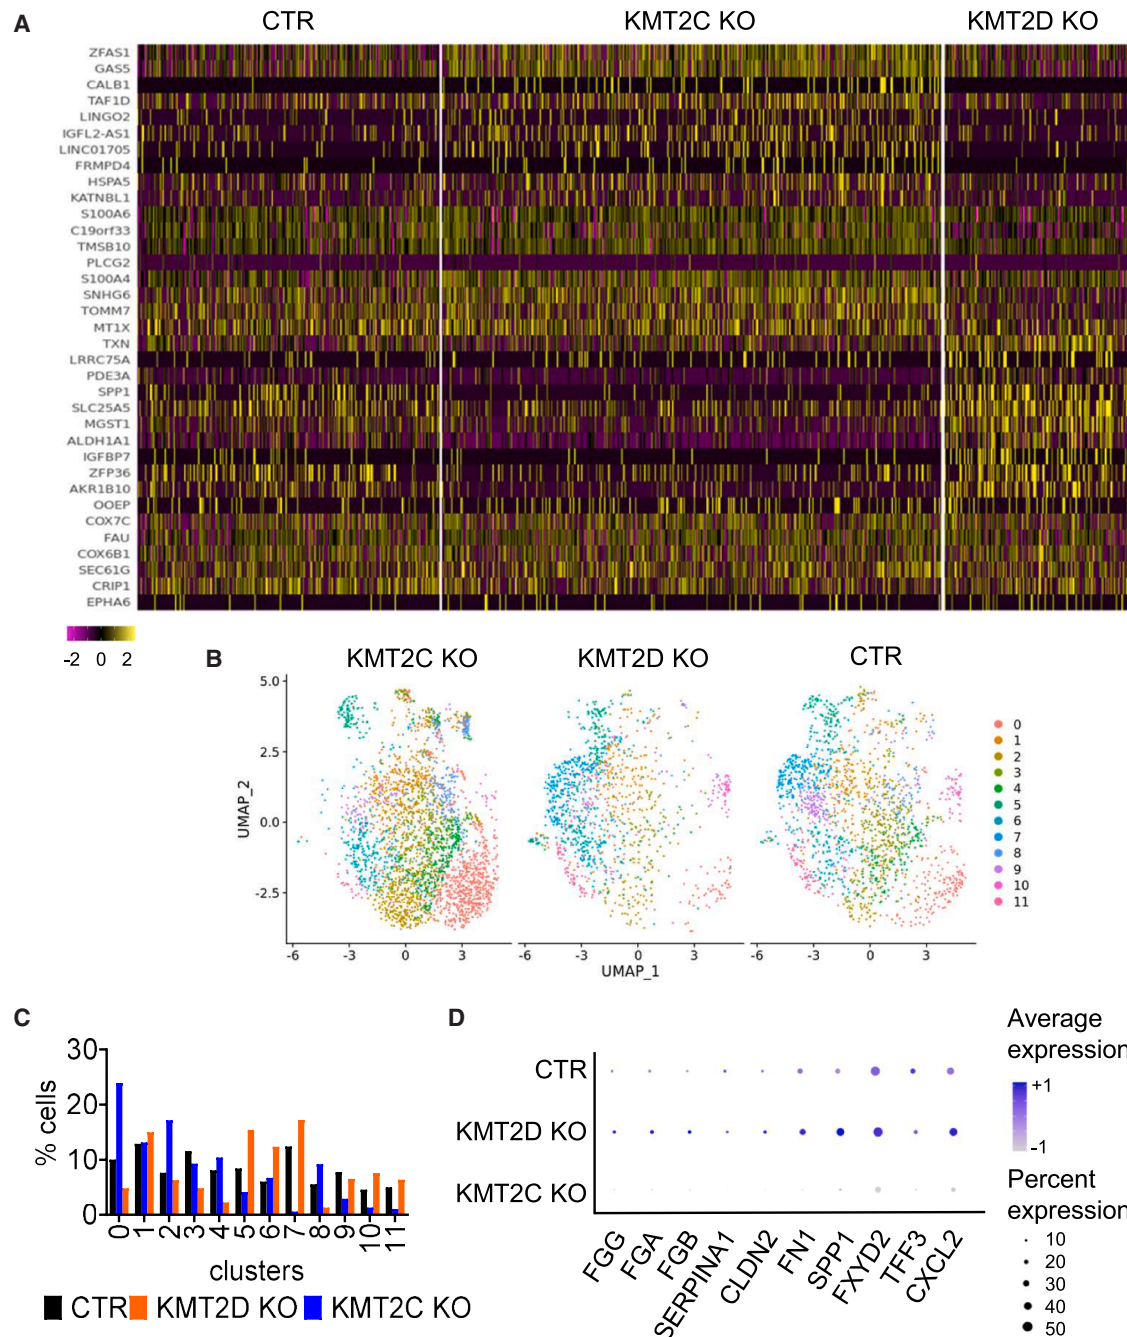 A
CTR KMT2C KO KMT2D KO
ZFAS1
GAS5
CALB1
TAF1D
LINGO2
IGFL2-AS1
LINC01705
FRMPD4
HSPA5
KATNBL1
S100A6
C19orf33
TMSB10
PLCG2
S100A4
SNHG6
TOMM7
MT1X
TXN
LRRC75A
PDE3A
SPP1
SLC25A5
MGST1
ALDH1A1
IGFBP7
ZFP36
AKR1B10
OOEP
COX7C
FAU
COX6B1
SEC61G
CRIP1
EPHA6
-2 0 2
B
KMT2C KO KMT2D KO CTR
5.0
2.5
0.0
-2.5
UMAP_2
-6 -3 0 3 -6 -3 0 3 -6 -3 0 3
UMAP_1
0
1
2
3
4
5
6
7
8
9
10
11
C
30
20
10
0
% cells
0 1 2 3 4 5 6 7 8 9 10 11
clusters
CTR KMT2D KO KMT2C KO
D
CTR
KMT2D KO
KMT2C KO
FGG FGA FGB SERPINA1 CLDN2 FN1 SPP1 FXYD2 TFF3 CXCL2
Average
expression
+1
-1
Percent
expression
10
20
30
40
50